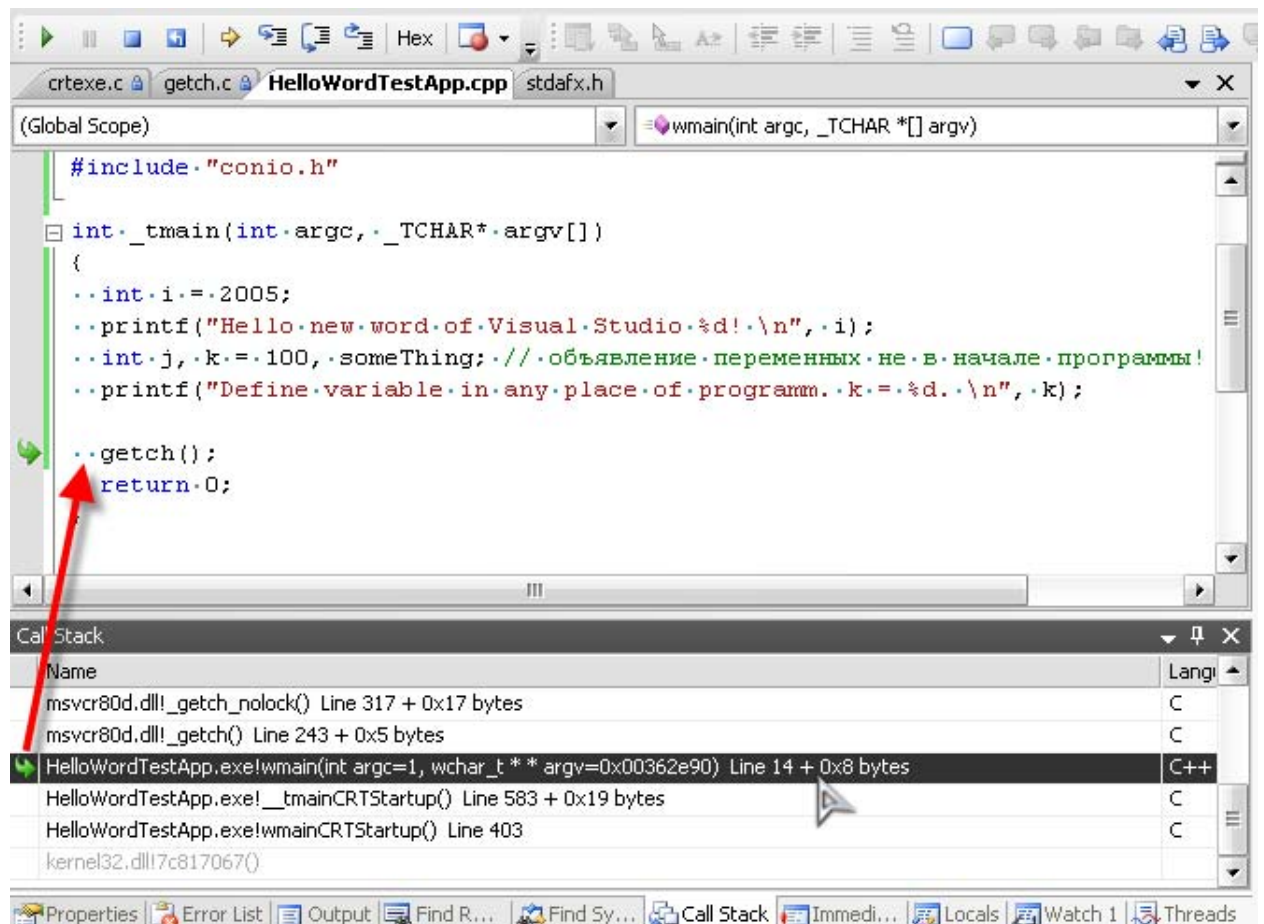 Hex
crtexe.c getch.c HelloWordTestApp.cpp stdafx.h
(Global Scope) wmain(int argc, _TCHAR *[] argv)
#include·"conio.h"
int·_tmain(int·argc,·_TCHAR*·argv[])
{
··int·i·=·2005;
··printf("Hello·new·word·of·Visual·Studio·%d!·\n",·i);
··int·j,·k·=·100,·someThing;·//·объявление·переменных·не·в·начале·программы!
··printf("Define·variable·in·any·place·of·programm.·k·=·%d.·\n",·k);
··getch();
return·0;
Call Stack
Name Langu
msvcr80d.dll!_getch_nolock() Line 317 + 0x17 bytes C
msvcr80d.dll!_getch() Line 243 + 0x5 bytes C
HelloWordTestApp.exe!wmain(int argc=1, wchar_t * * argv=0x00362e90) Line 14 + 0x8 bytes C++
HelloWordTestApp.exe!__tmainCRTStartup() Line 583 + 0x19 bytes C
HelloWordTestApp.exe!wmainCRTStartup() Line 403 C
kernel32.dll!7c817067()
Properties Error List Output Find R... Find Sy... Call Stack Immedi... Locals Watch 1 Threads